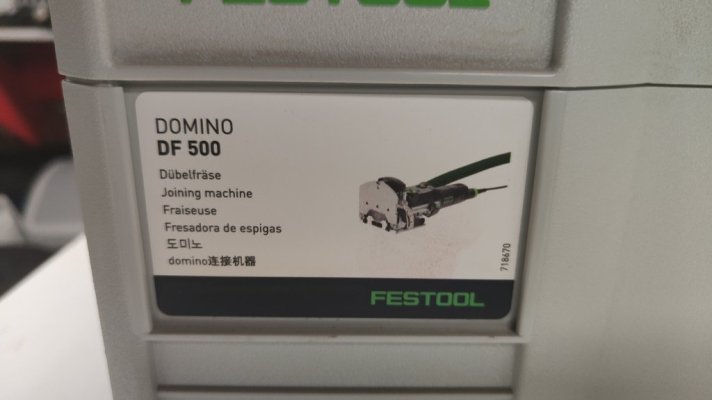 FESTOOL
DOMINO
DF 500
Dübelfräse
Joining machine
Fraiseuse
Fresadora de espigas
도미노
domino连接机器
718670
FESTOOL